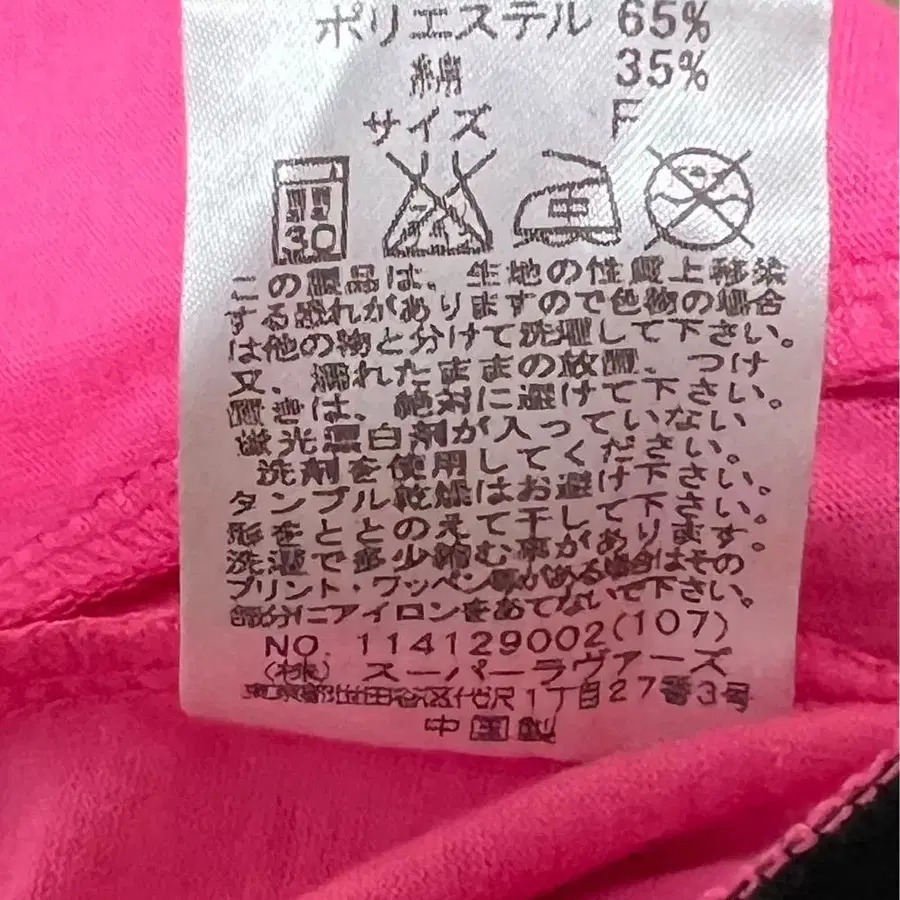 ポリエステル 65%
綿 35%
サイズ F
30
この製品は、生地の性質上移染
する恐れがありますので色物の場合
は他の物と分けて洗濯して下さい。
又、濡れたままの放置、つけ
置きは、絶対に避けて下さい。
蛍光漂白剤が入っていない
洗剤を使用してください。
タンブル乾燥はお避け下さい。
形をととのえて干して下さい。
洗濯で多少縮む事があります。
プリント・ワッペン等がある場合はその
部分にアイロンをあてないで下さい。
NO. 114129002(107)
(株) スーパーラヴァーズ
東京都世田谷区代沢1丁目27番3号
中国製